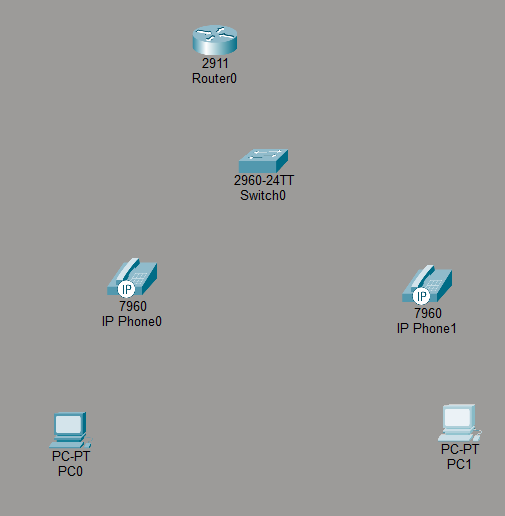 2911
Router0
2960-24TT
Switch0
IP
7960
IP Phone0
IP
7960
IP Phone1
PC-PT
PC0
PC-PT
PC1